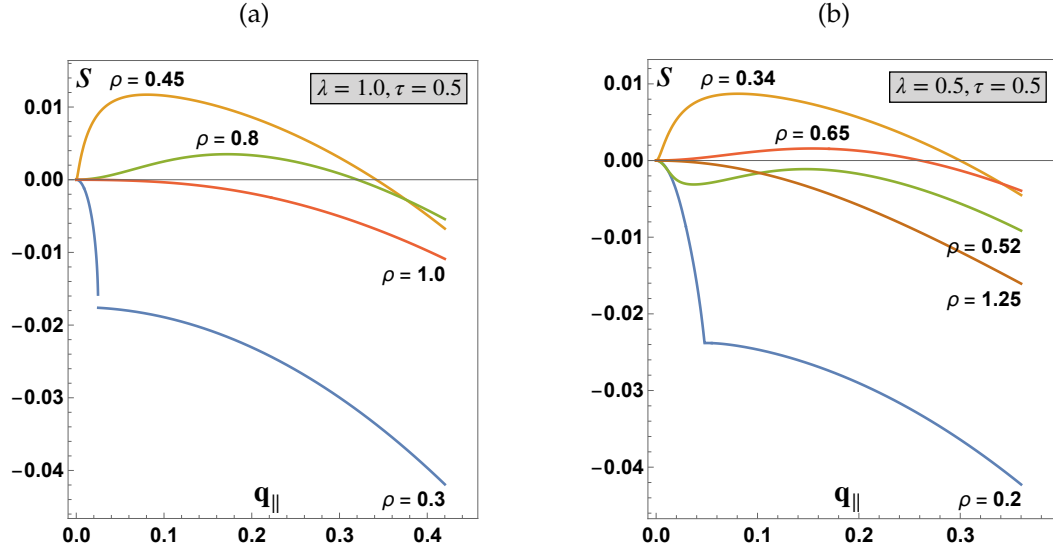 (a)
S
ρ = 0.45
λ = 1.0, τ = 0.5
0.01
ρ = 0.8
0.00
−0.01
ρ = 1.0
−0.02
−0.03
−0.04
q||
ρ = 0.3
0.0 0.1 0.2 0.3 0.4
(b)
S
ρ = 0.34
λ = 0.5, τ = 0.5
0.01
ρ = 0.65
0.00
−0.01
ρ = 0.52
ρ = 1.25
−0.02
−0.03
−0.04
q||
ρ = 0.2
0.0 0.1 0.2 0.3